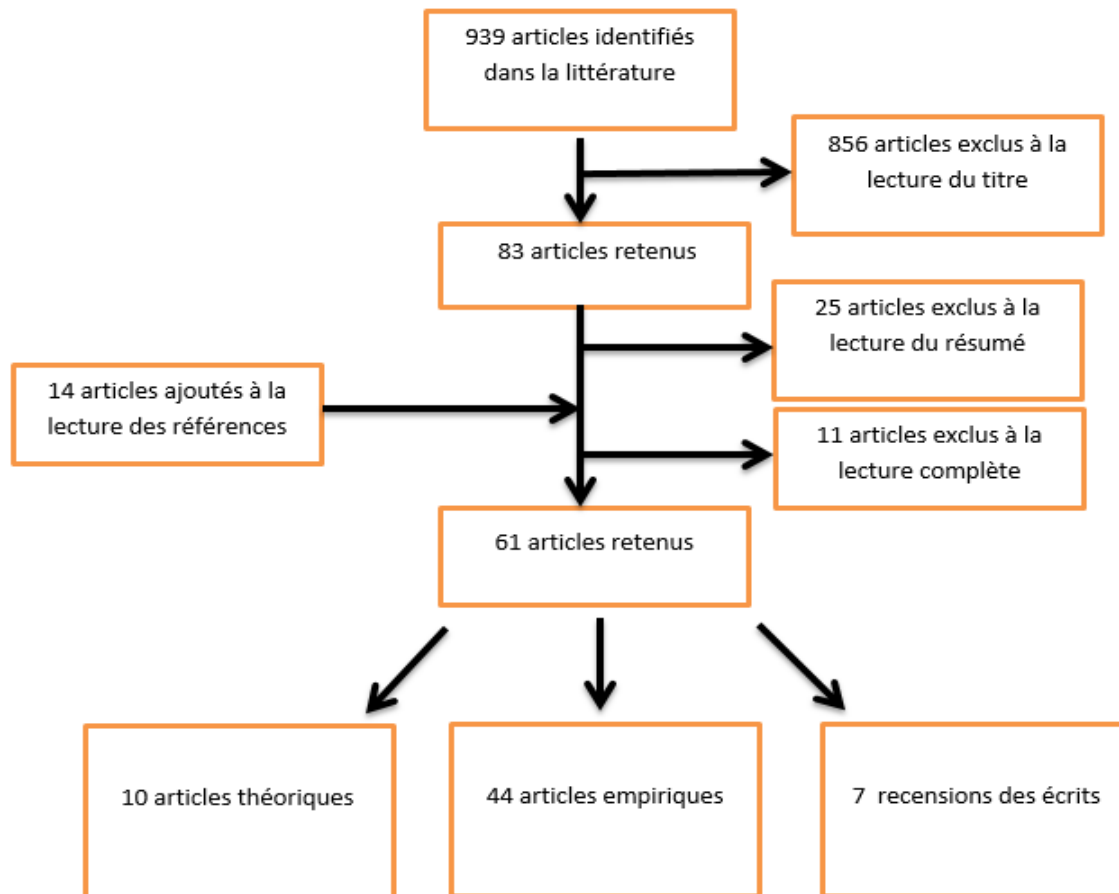 939 articles identifiés
dans la littérature
856 articles exclus à la
lecture du titre
83 articles retenus
25 articles exclus à la
lecture du résumé
14 articles ajoutés à la
lecture des références
11 articles exclus à la
lecture complète
61 articles retenus
10 articles théoriques
44 articles empiriques
7 recensions des écrits